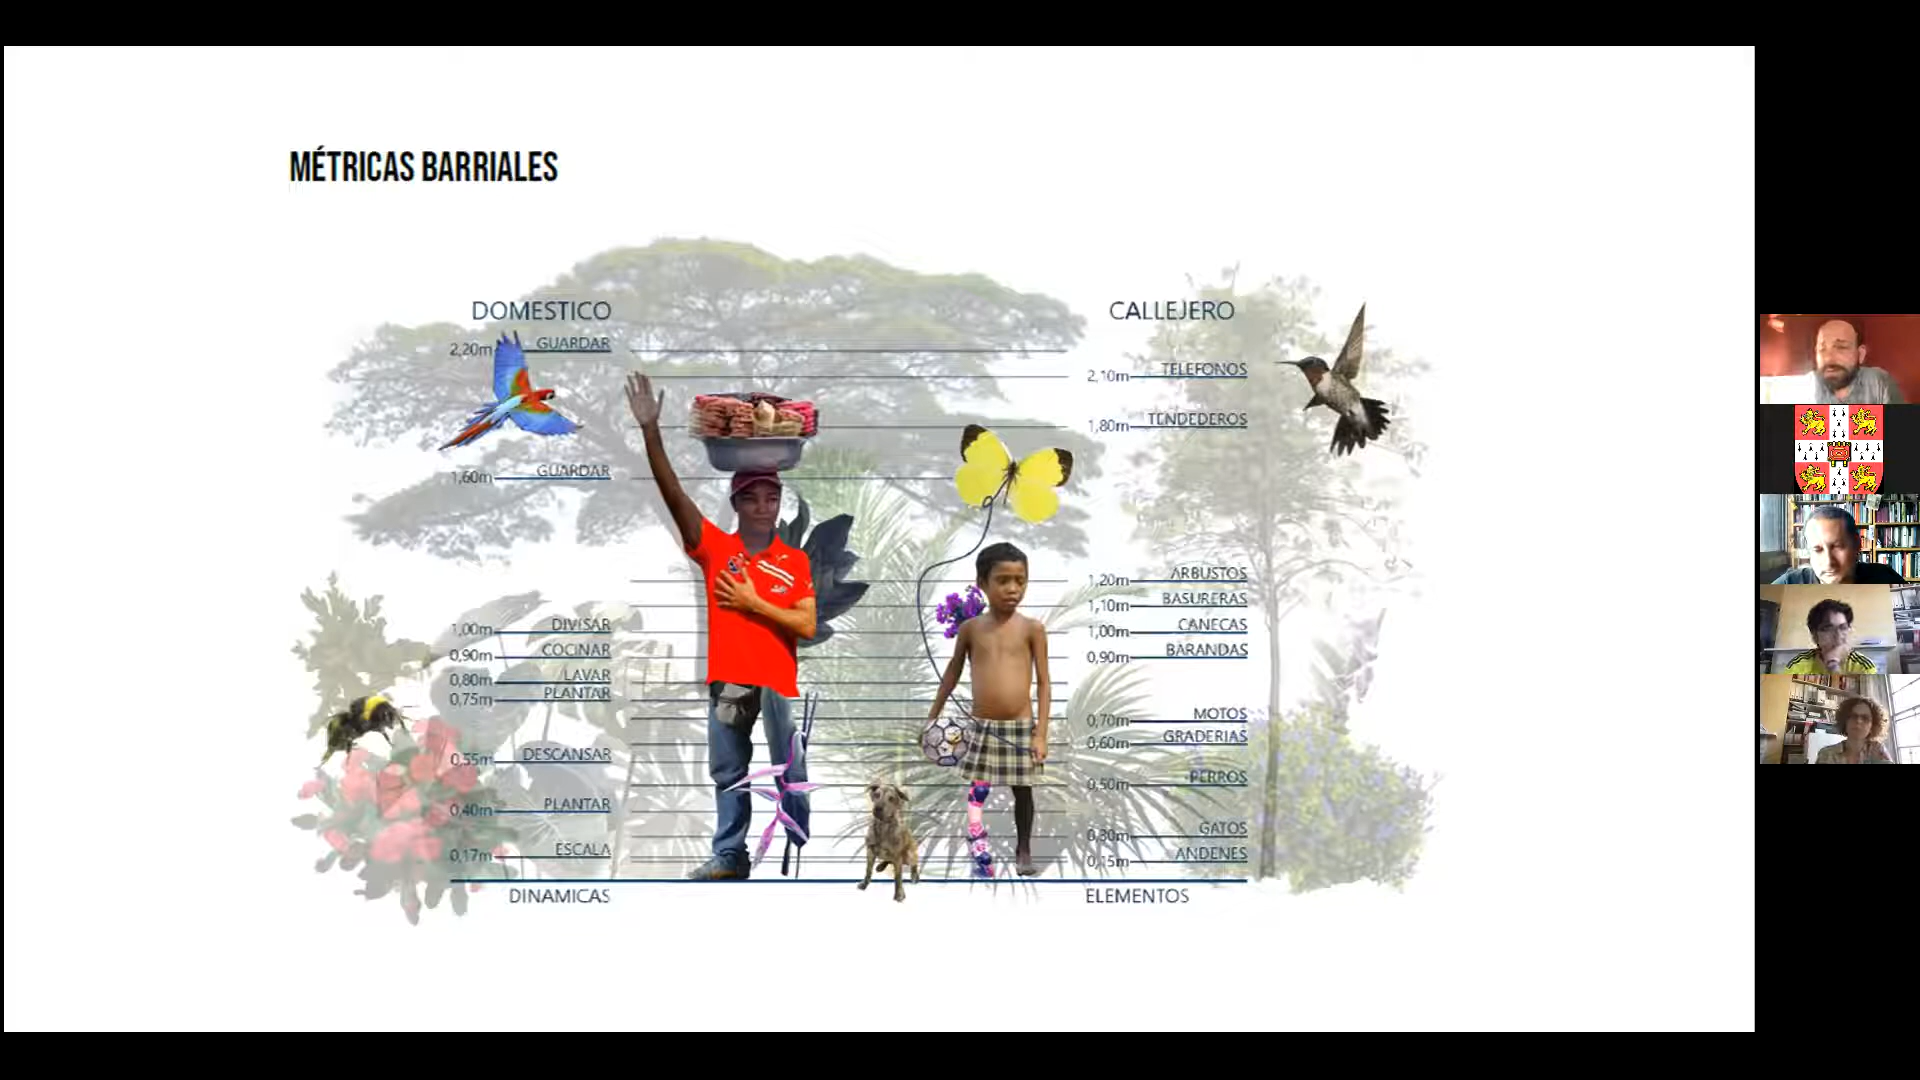 MÉTRICAS BARRIALES
DOMESTICO
2,20m GUARDAR
1,60m GUARDAR
1,00m DIVISAR
0,90m COCINAR
0,80m LAVAR
0,75m PLANTAR
0,55m DESCANSAR
0,40m PLANTAR
0,17m ESCALA
DINAMICAS
CALLEJERO
2,10m TELEFONOS
1,80m TENDEDEROS
1,20m ARBUSTOS
1,10m BASURERAS
1,00m CANECAS
0,90m BARANDAS
0,70m MOTOS
0,60m GRADERIAS
0,50m PERROS
0,30m GATOS
0,15m ANDENES
ELEMENTOS